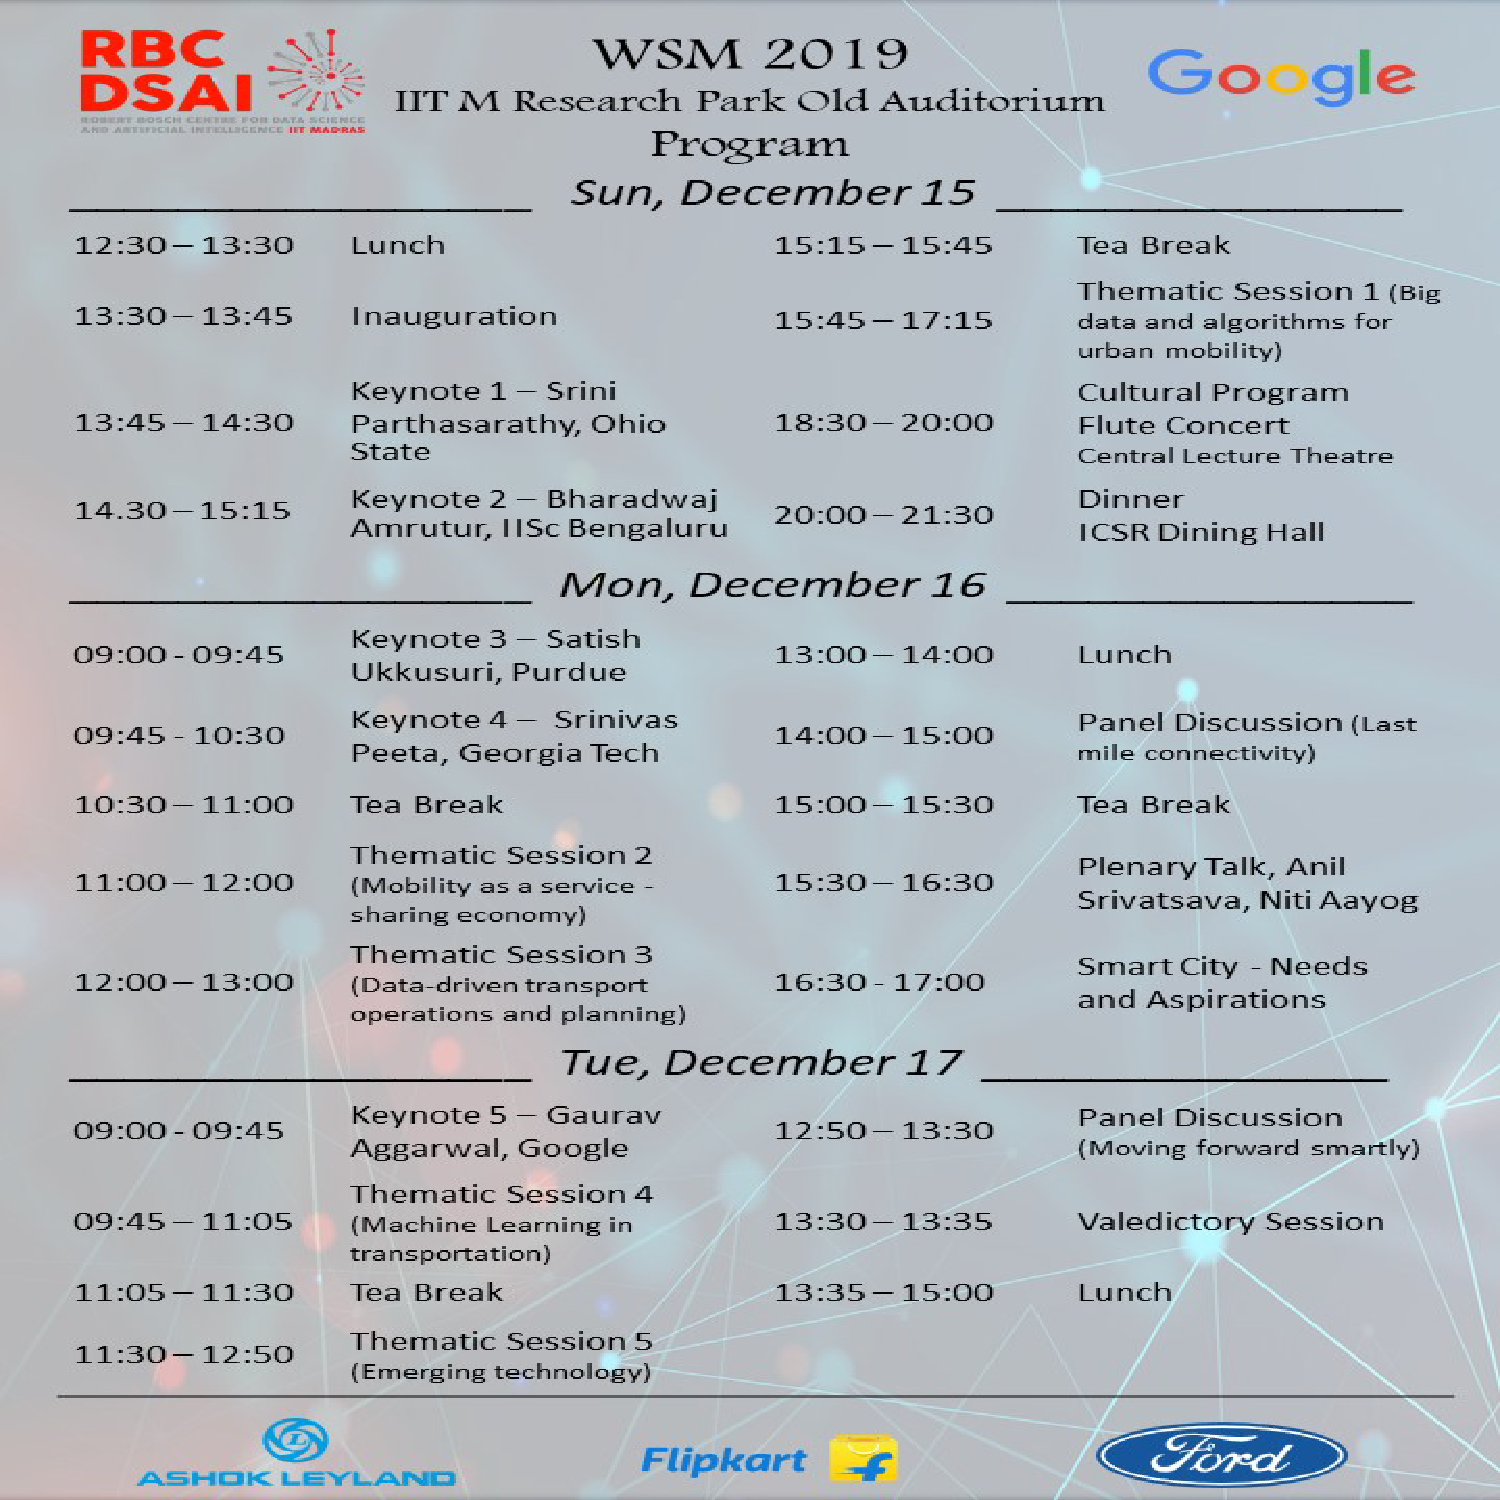 RBC
DSAI
ROBERT BOSCH CENTRE FOR DATA SCIENCE
AND ARTIFICIAL INTELLIGENCE IIT MADRAS
WSM 2019
IIT M Research Park Old Auditorium
Program
Google
Sun, December 15
12:30 – 13:30 Lunch
13:30 – 13:45 Inauguration
13:45 – 14:30 Keynote 1 – Srini
Parthasarathy, Ohio
State
14.30 – 15:15 Keynote 2 – Bharadwaj
Amrutur, IISc Bengaluru
15:15 – 15:45 Tea Break
15:45 – 17:15 Thematic Session 1 (Big
data and algorithms for
urban mobility)
18:30 – 20:00 Cultural Program
Flute Concert
Central Lecture Theatre
20:00 – 21:30 Dinner
ICSR Dining Hall
Mon, December 16
09:00 - 09:45 Keynote 3 – Satish
Ukkusuri, Purdue
09:45 - 10:30 Keynote 4 – Srinivas
Peeta, Georgia Tech
10:30 – 11:00 Tea Break
11:00 – 12:00 Thematic Session 2
(Mobility as a service -
sharing economy)
12:00 – 13:00 Thematic Session 3
(Data-driven transport
operations and planning)
13:00 – 14:00 Lunch
14:00 – 15:00 Panel Discussion (Last
mile connectivity)
15:00 – 15:30 Tea Break
15:30 – 16:30 Plenary Talk, Anil
Srivatsava, Niti Aayog
16:30 - 17:00 Smart City - Needs
and Aspirations
Tue, December 17
09:00 - 09:45 Keynote 5 – Gaurav
Aggarwal, Google
09:45 – 11:05 Thematic Session 4
(Machine Learning in
transportation)
11:05 – 11:30 Tea Break
11:30 – 12:50 Thematic Session 5
(Emerging technology)
12:50 – 13:30 Panel Discussion
(Moving forward smartly)
13:30 – 13:35 Valedictory Session
13:35 – 15:00 Lunch
ASHOK LEYLAND
Flipkart
Ford